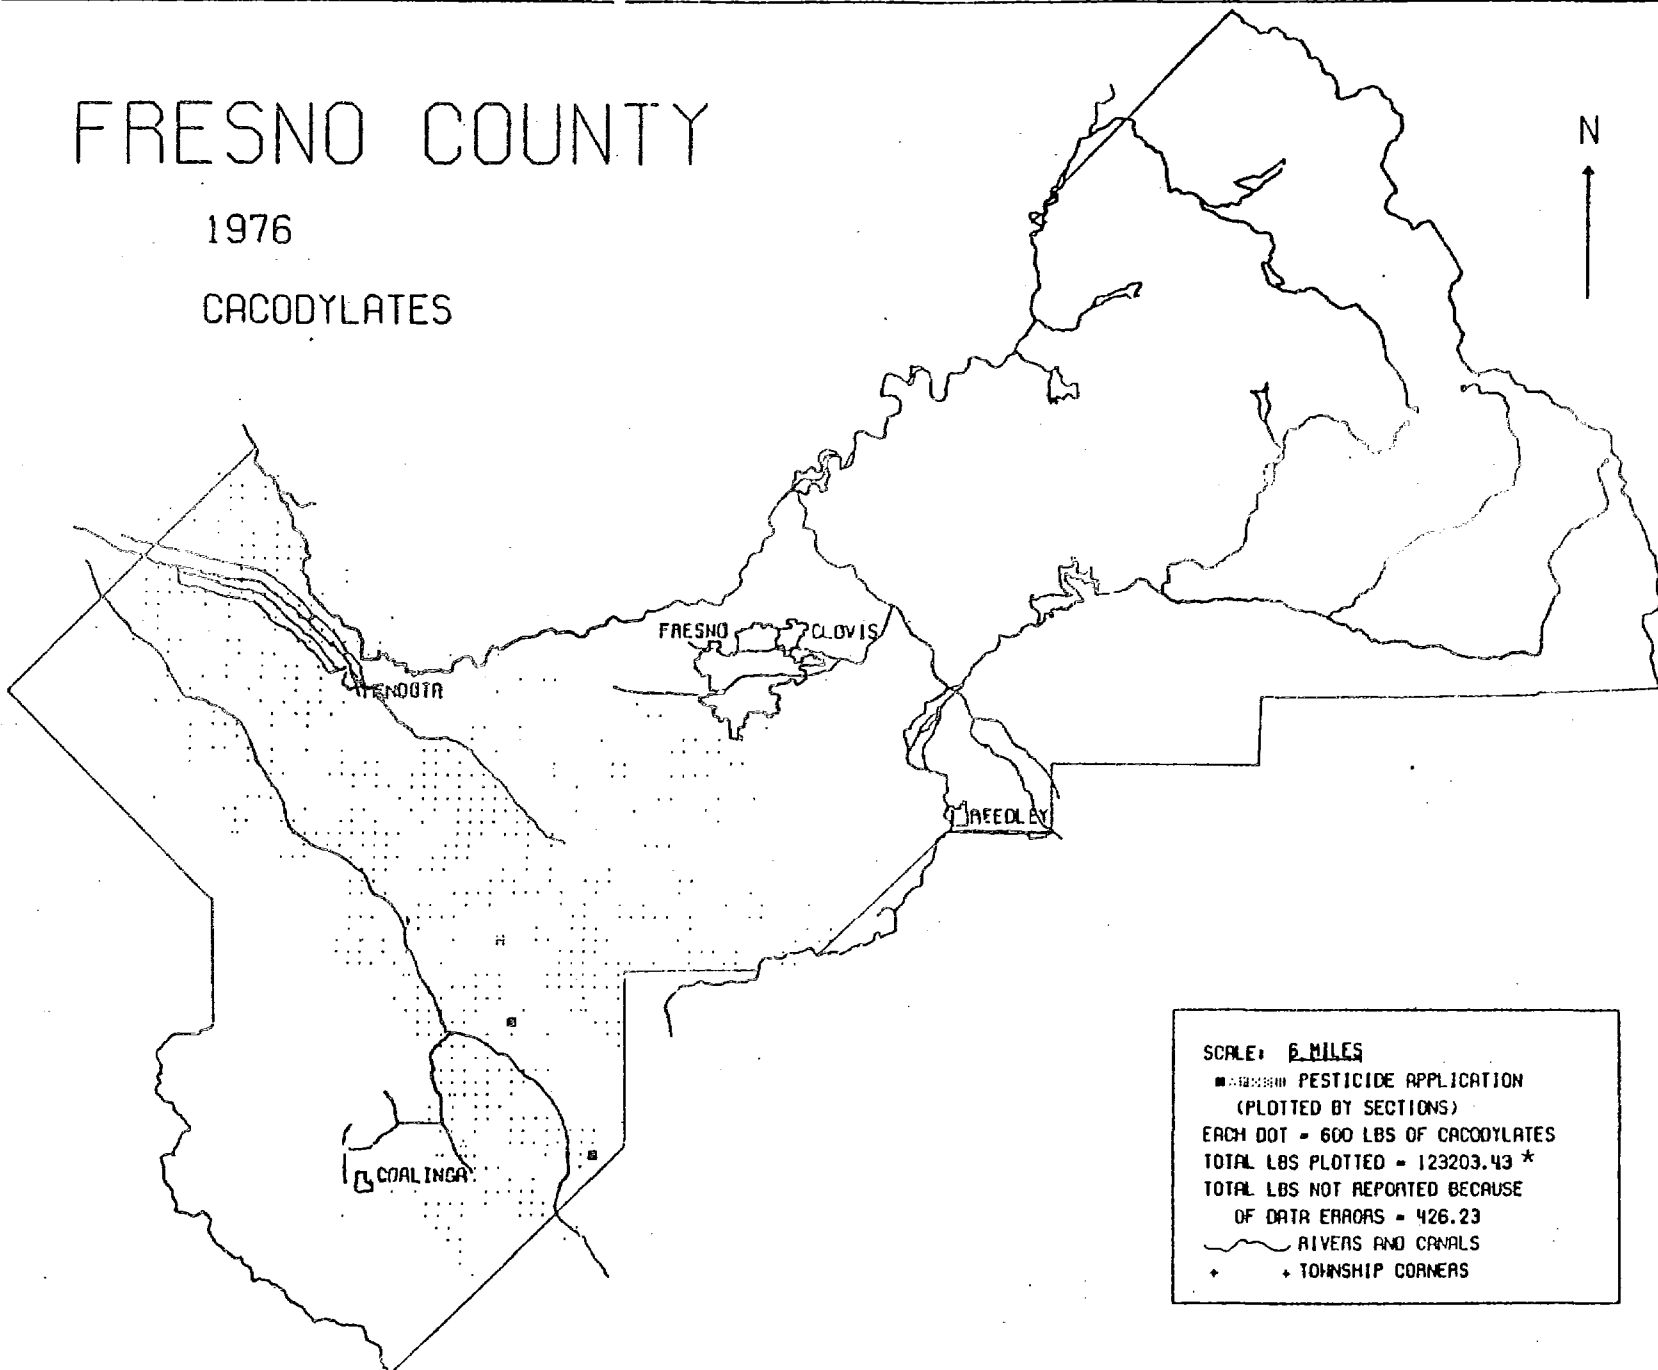 FRESNO COUNTY
N
1976
CACODYLATES
FRESNO
CLOVIS
MENDOTA
REEDLEY
COALINGA
SCALE: 6 MILES
PESTICIDE APPLICATION
(PLOTTED BY SECTIONS)
EACH DOT = 600 LBS OF CACODYLATES
TOTAL LBS PLOTTED = 123203.43 *
TOTAL LBS NOT REPORTED BECAUSE
OF DATA ERRORS = 426.23
RIVERS AND CANALS
+ + TOWNSHIP CORNERS